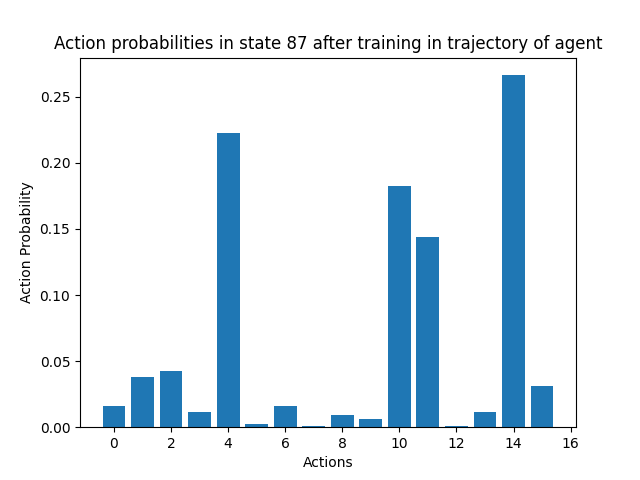 Action probabilities in state 87 after training in trajectory of agent
Action Probability
0.25
0.20
0.15
0.10
0.05
0.00
0 2 4 6 8 10 12 14 16
Actions